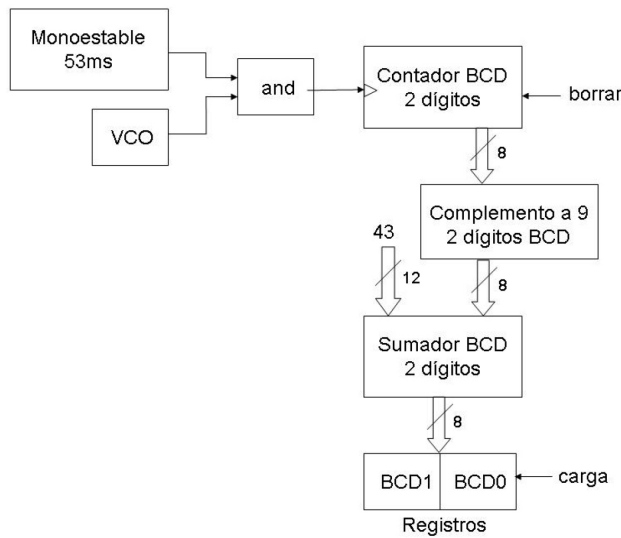 Monoestable
53ms
VCO
and
Contador BCD
2 dígitos
borrar
8
Complemento a 9
2 dígitos BCD
43
12
8
Sumador BCD
2 dígitos
8
BCD1
BCD0
carga
Registros